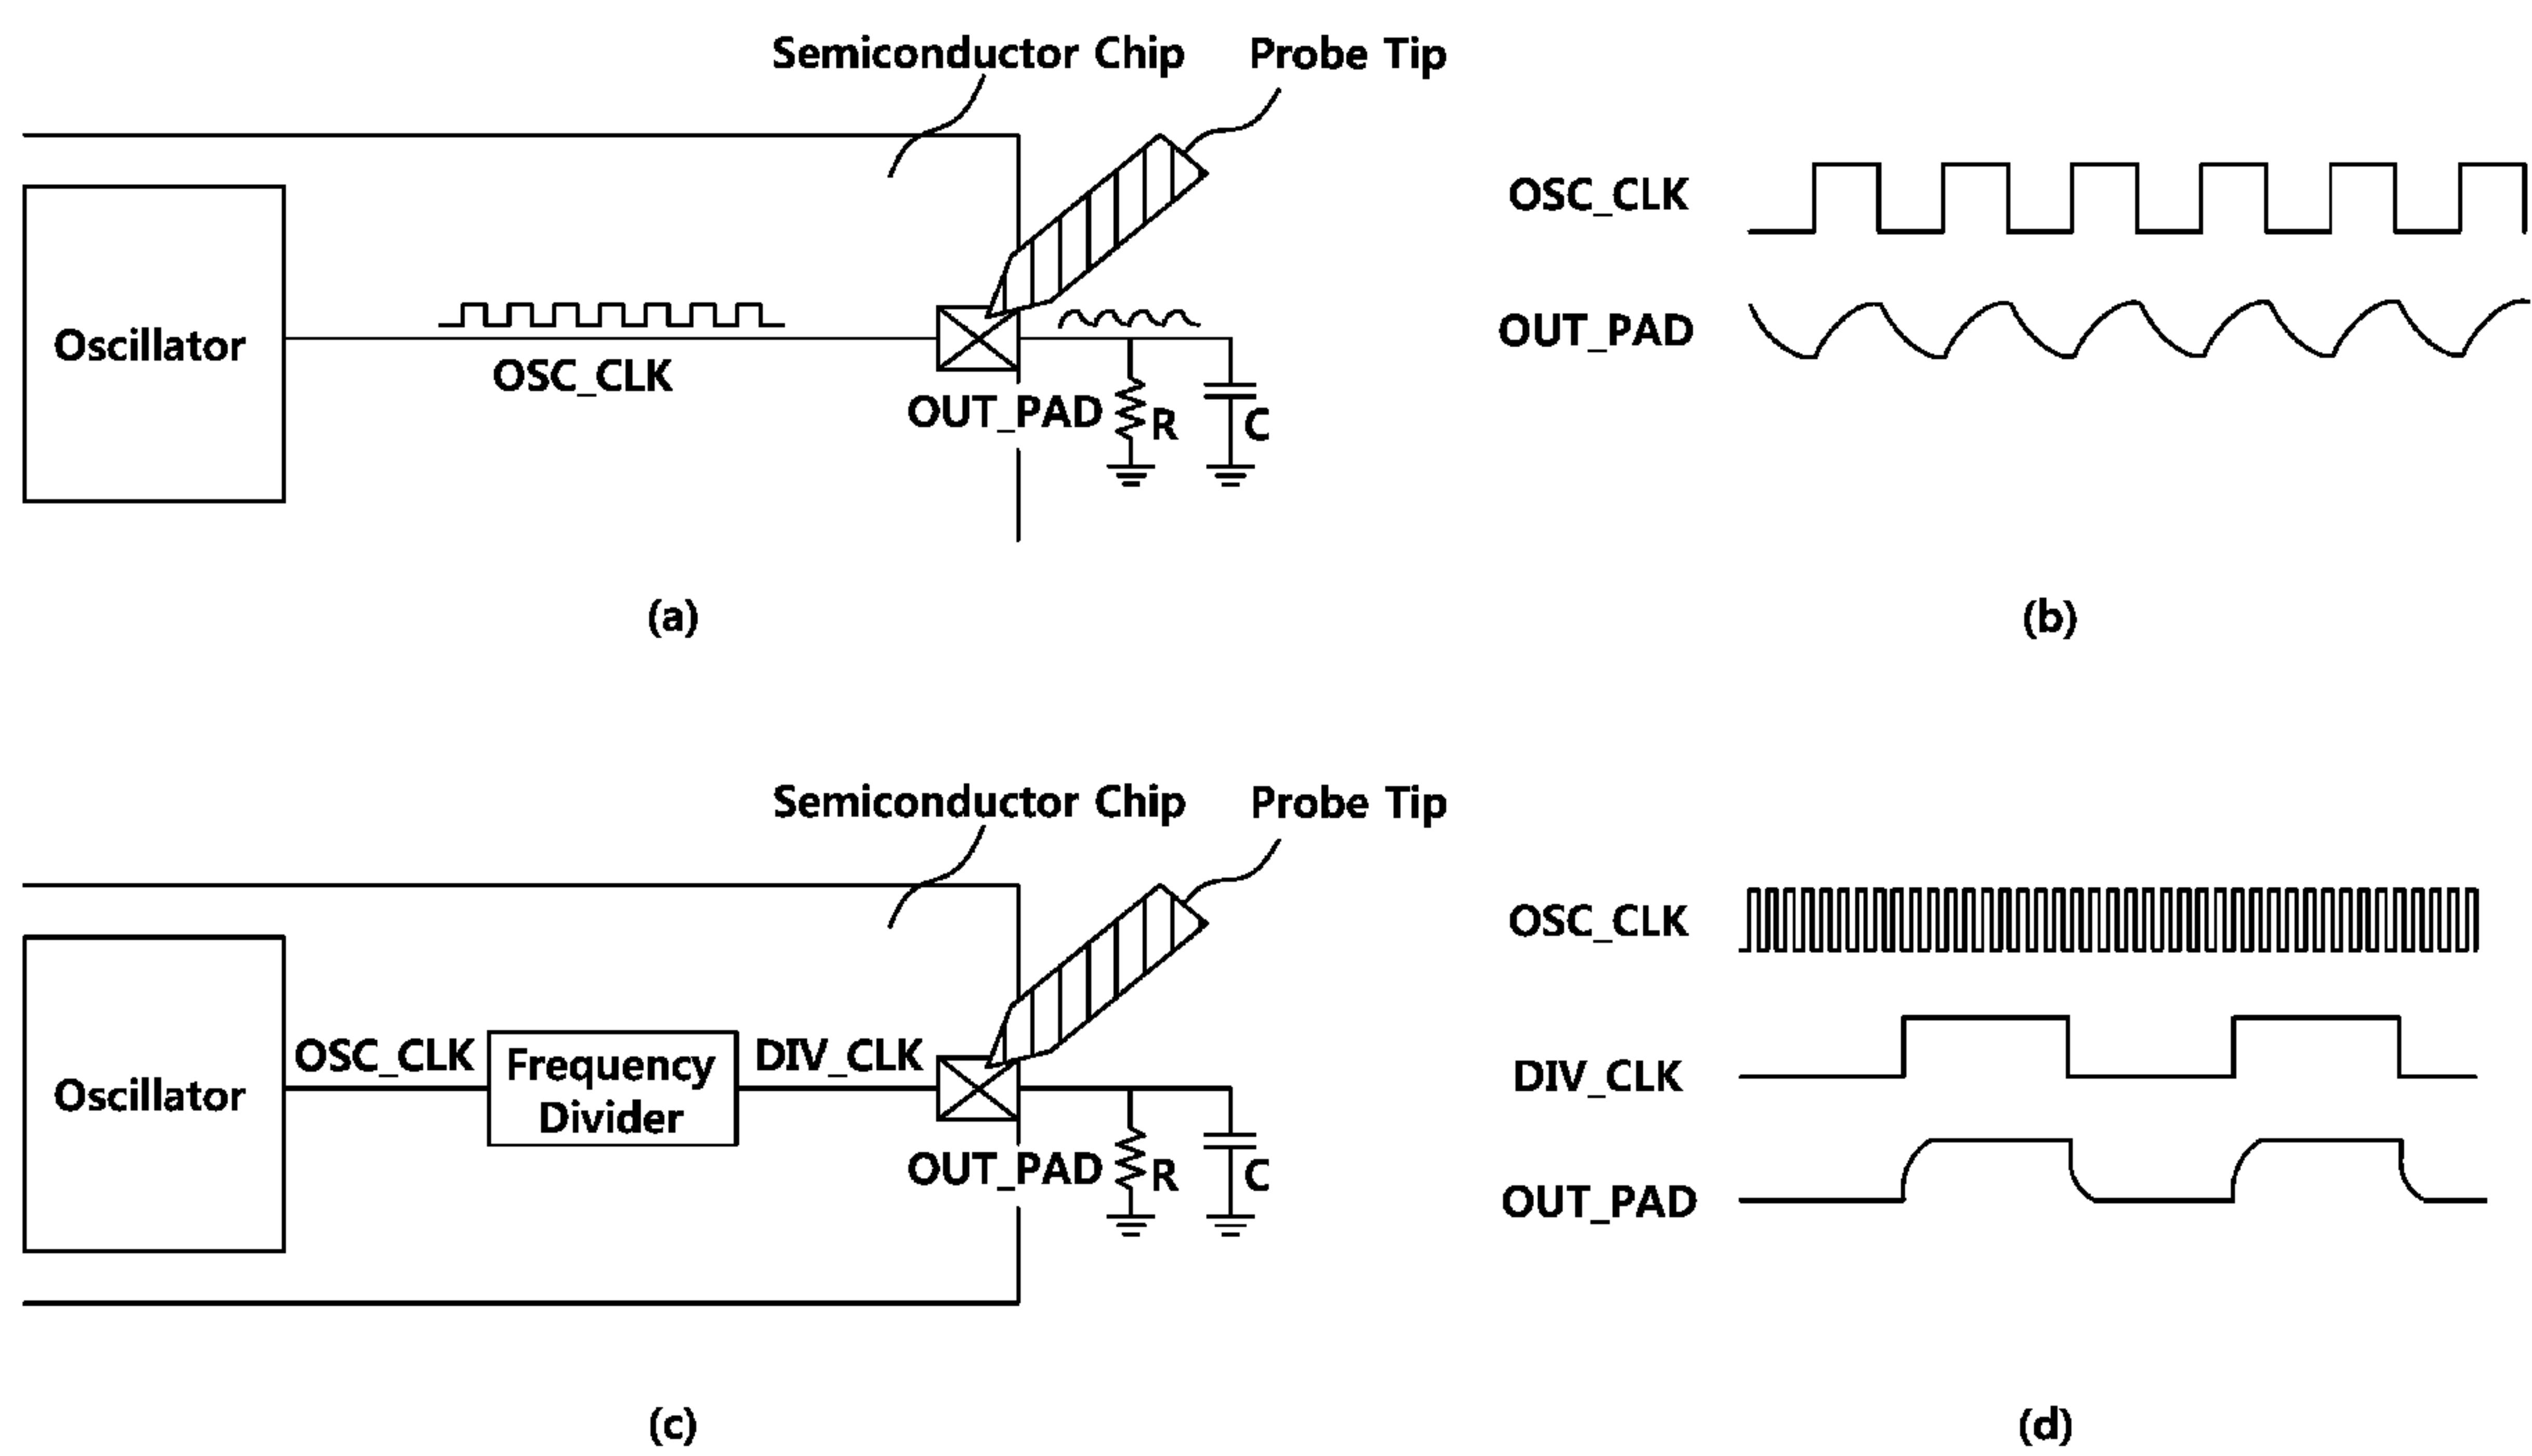 Semiconductor Chip Probe Tip
Oscillator
OSC_CLK
OUT_PAD
R
C
(a)
OSC_CLK
OUT_PAD
(b)
Semiconductor Chip Probe Tip
Oscillator
OSC_CLK
Frequency
Divider
DIV_CLK
OUT_PAD
R
C
(c)
OSC_CLK
DIV_CLK
OUT_PAD
(d)